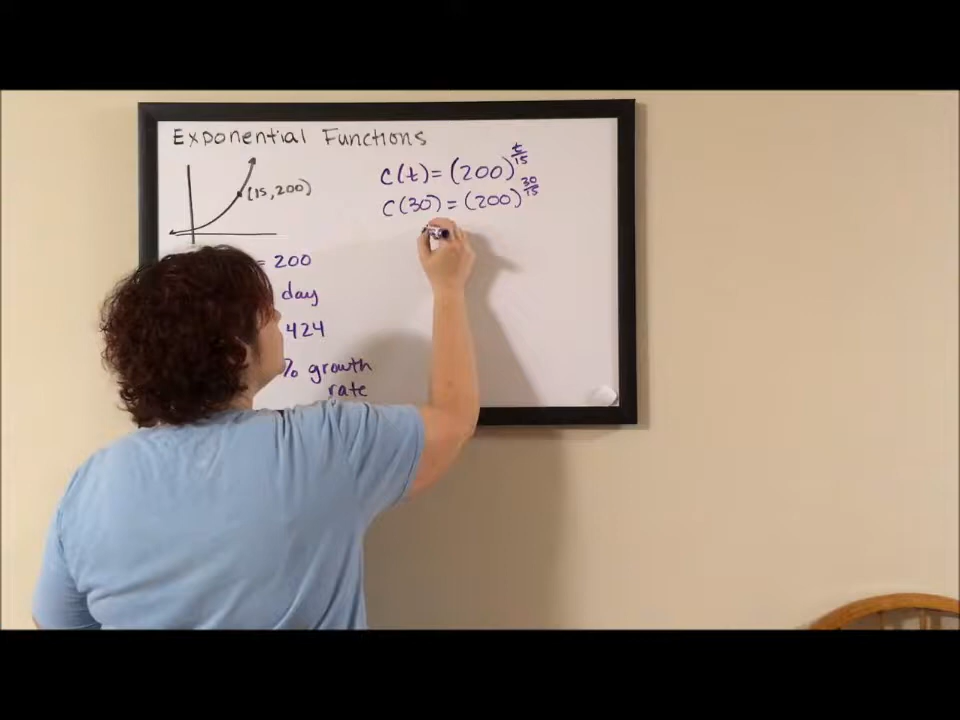 Exponential Functions
(15, 200)
= 200
day
424
% growth
rate
C(t) = (200)^(t/15)
C(30) = (200)^(30/15)